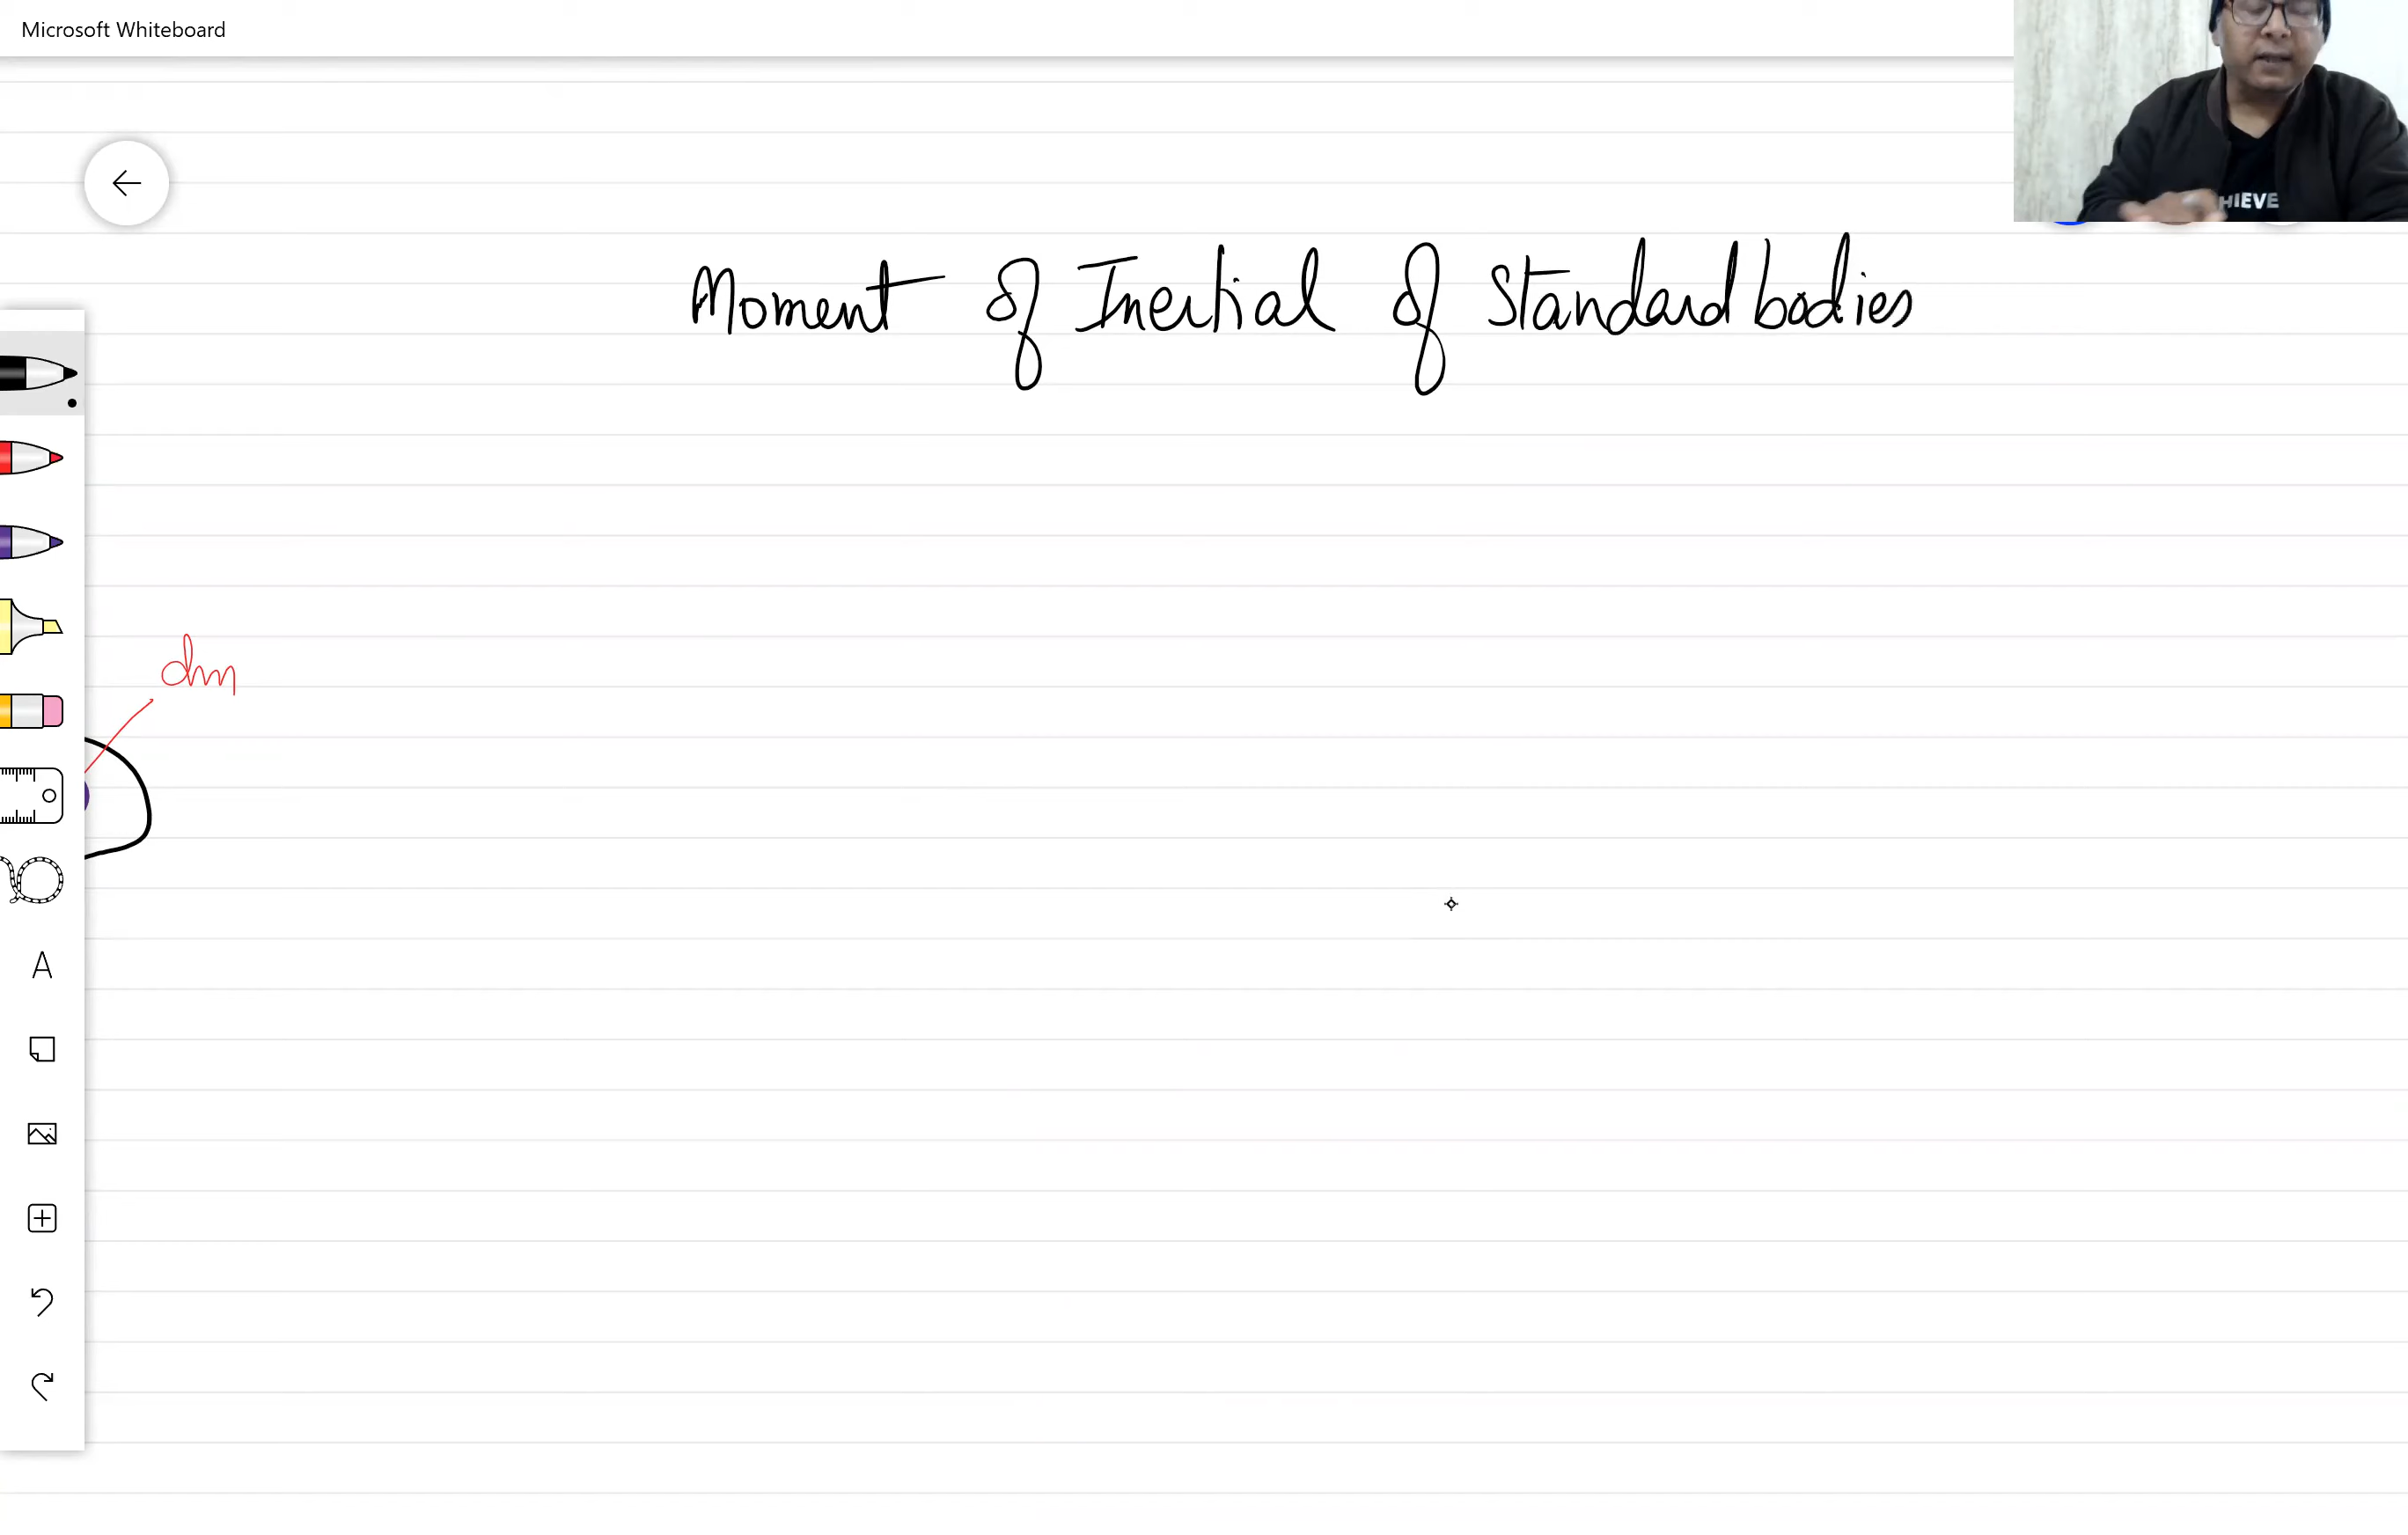 Microsoft Whiteboard
HIEVE
Moment of Inertial of Standard bodies
dm
A